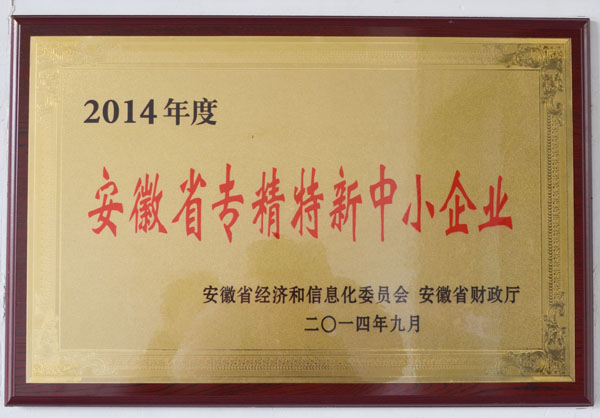 2014年度
安徽省专精特新中小企业
安徽省经济和信息化委员会 安徽省财政厅
二〇一四年九月